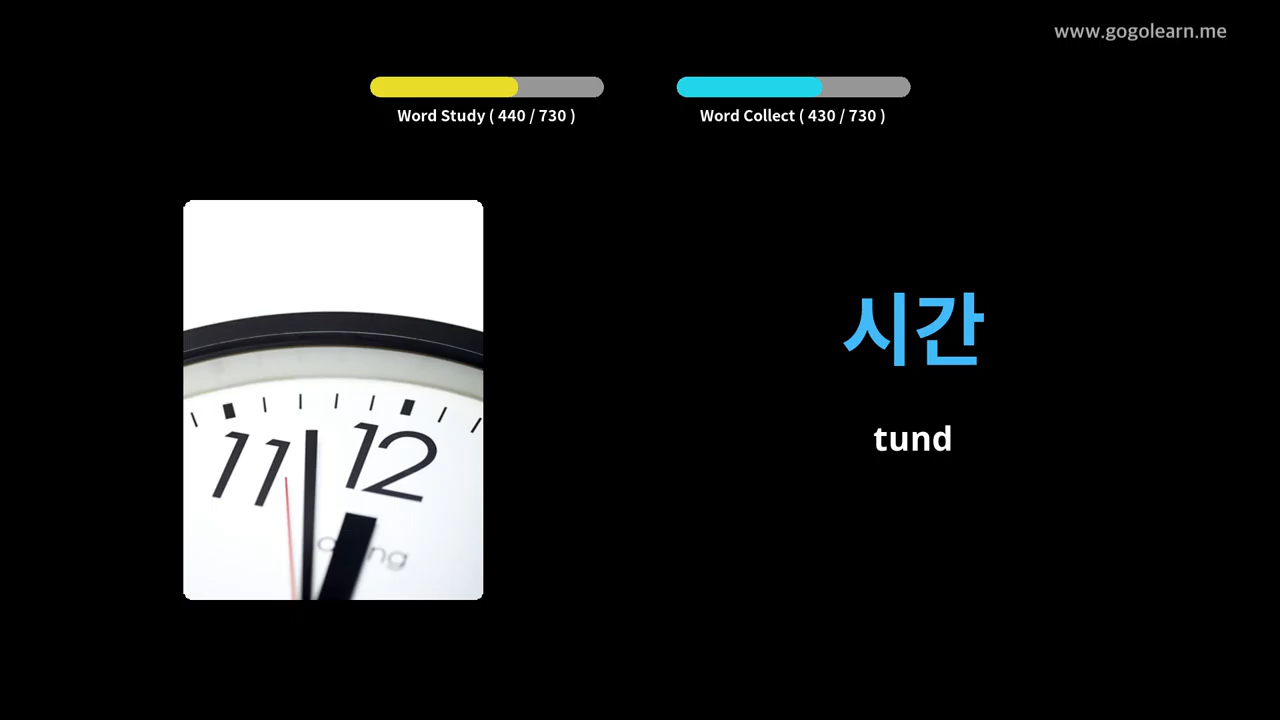 www.gogolearn.me
Word Study ( 440 / 730 )
Word Collect ( 430 / 730 )
11
12
시간
tund